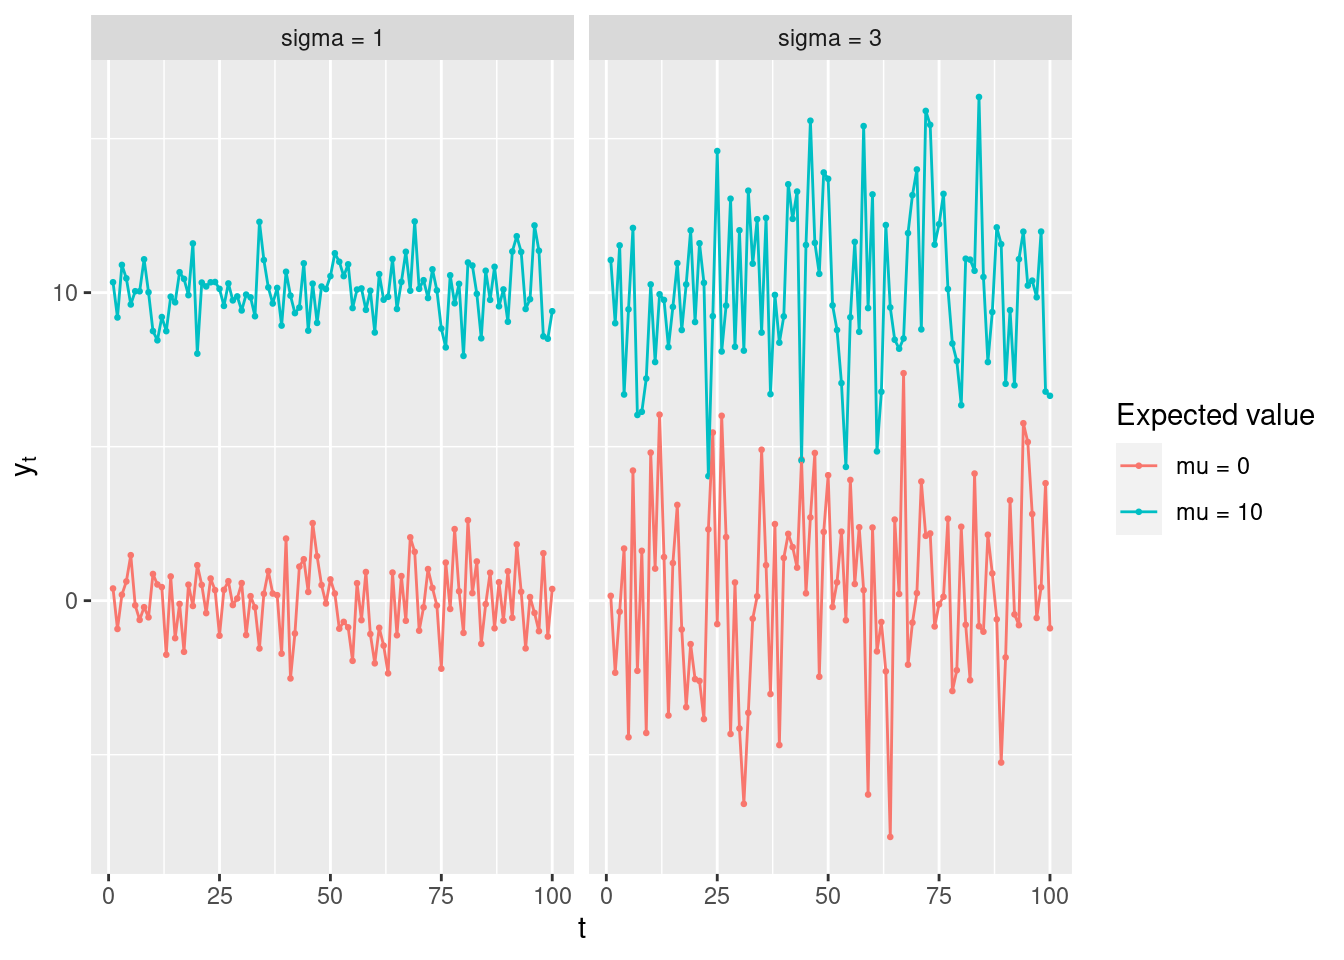 sigma = 1
sigma = 3
10
0
y_t
0 25 50 75 100
0 25 50 75 100
t
Expected value
mu = 0
mu = 10